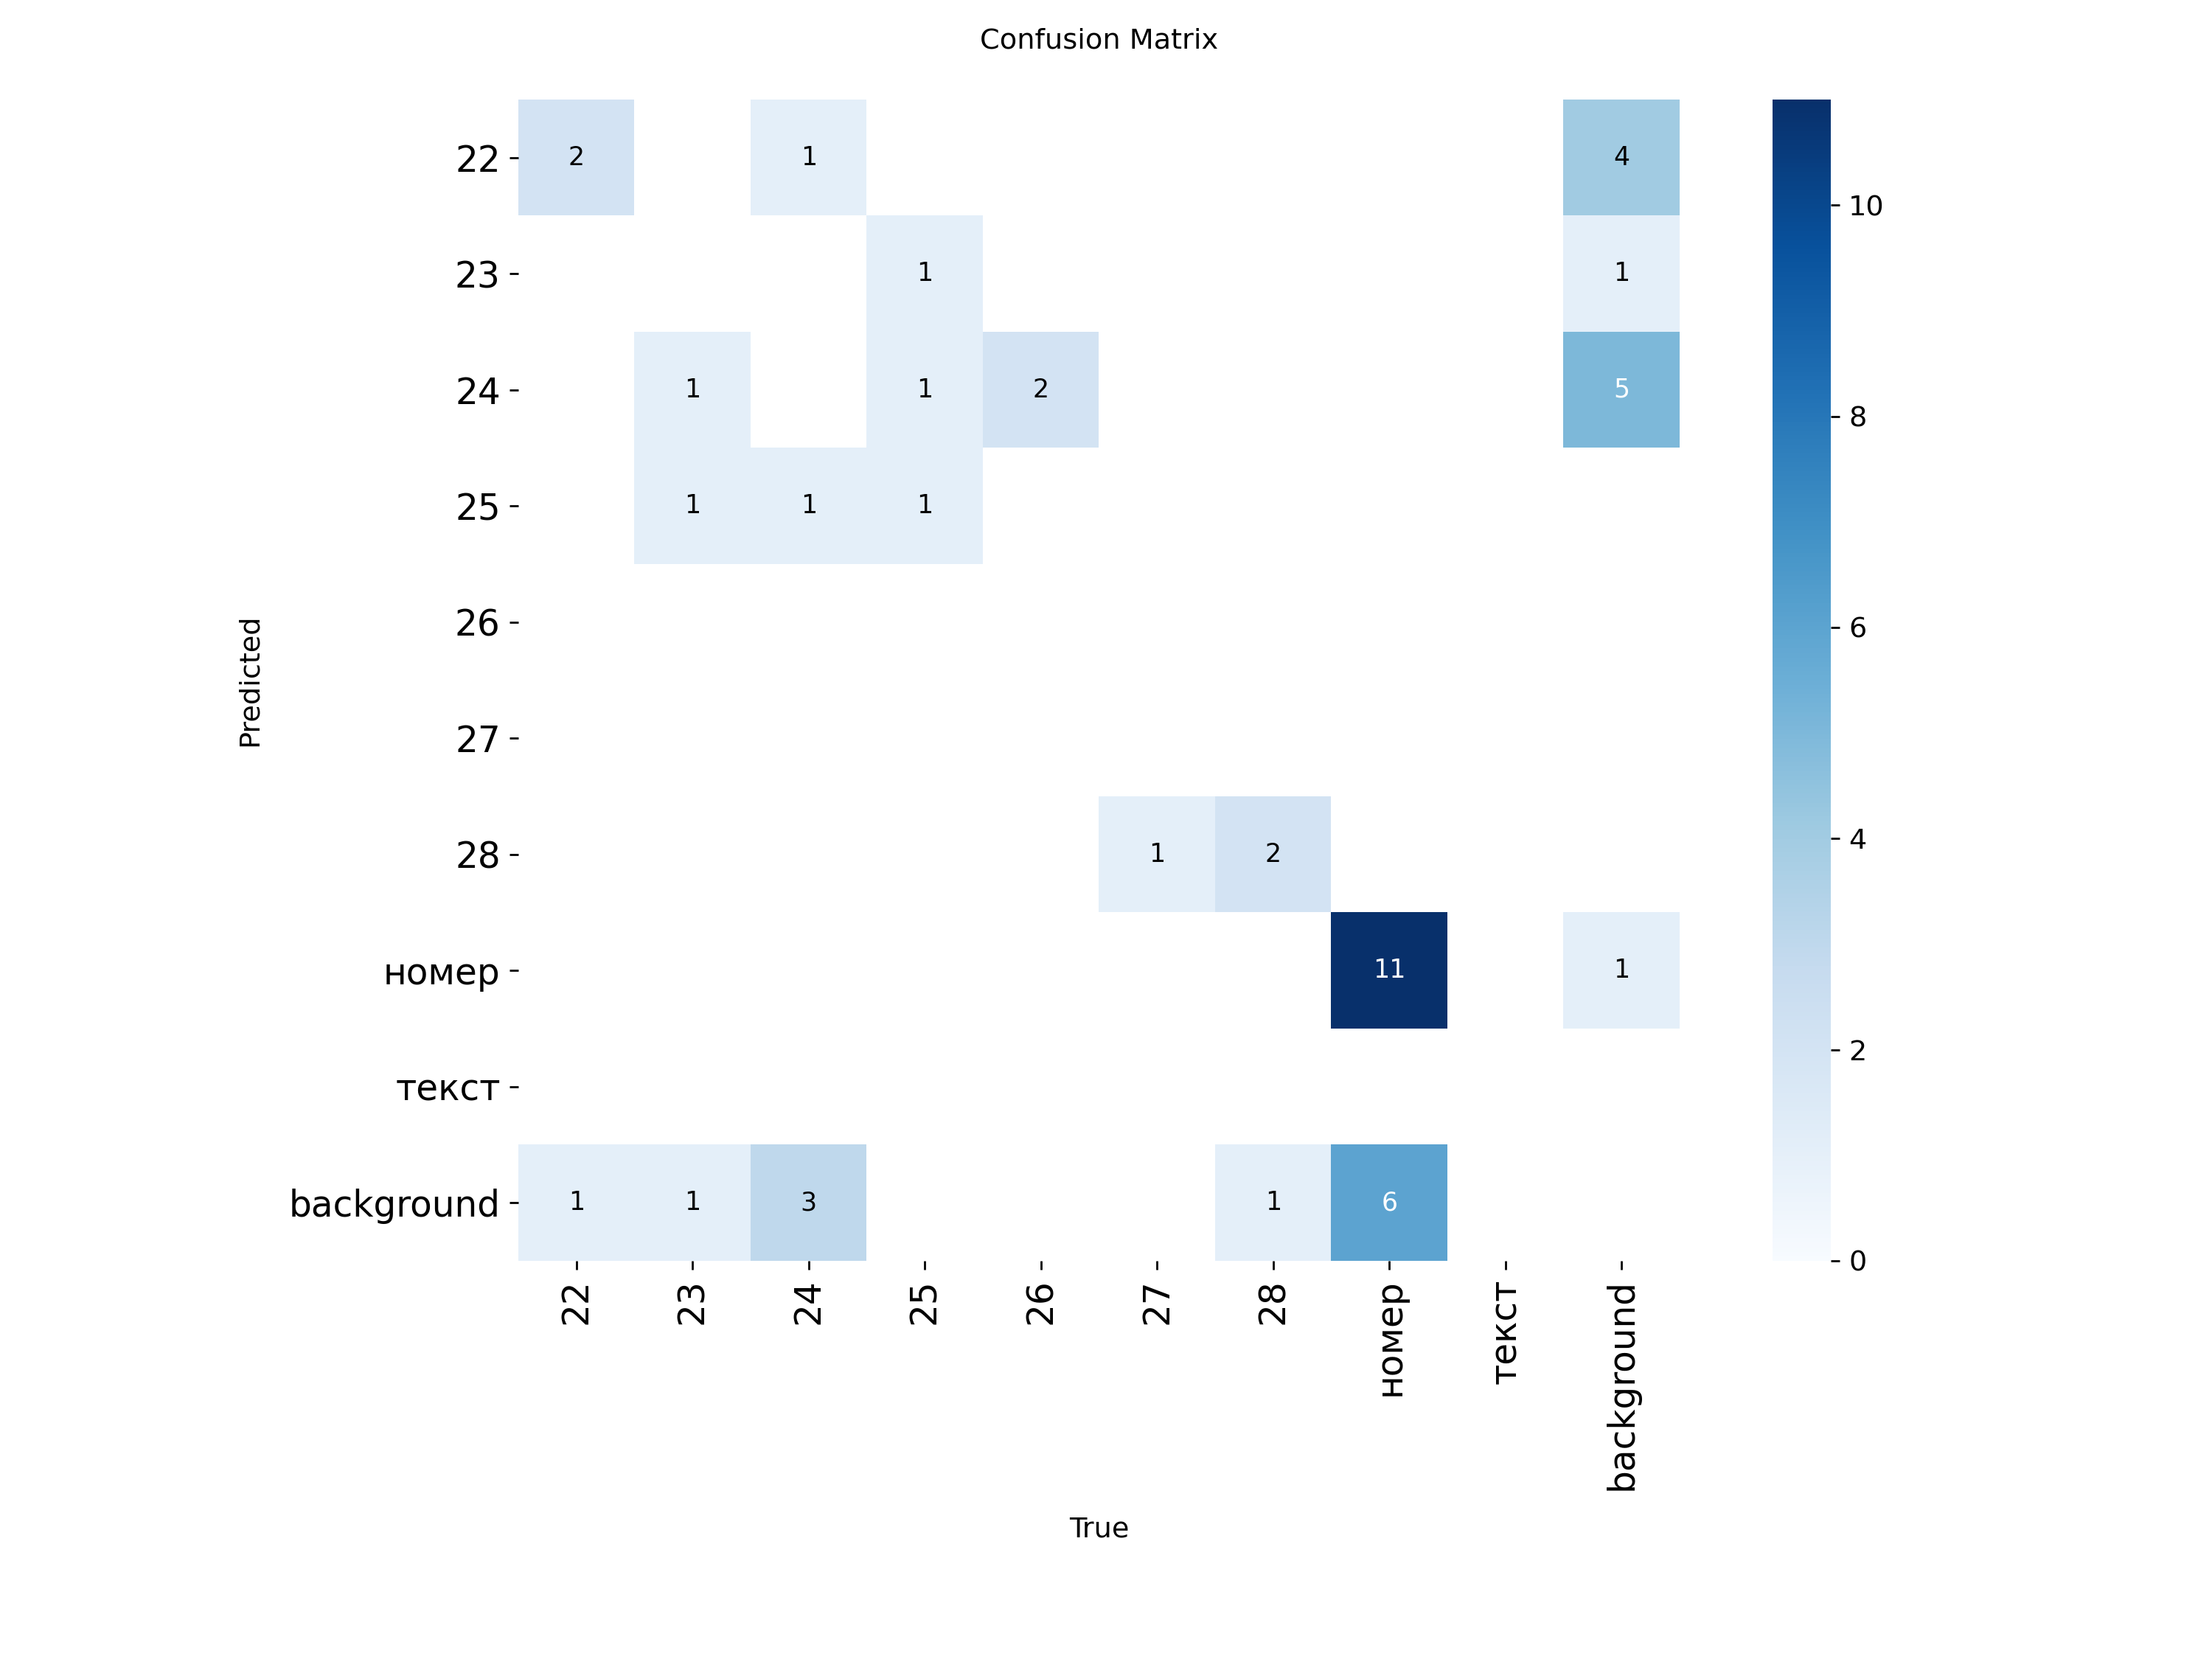 Confusion Matrix
22 2 1 4
23 1 1
24 1 1 2 5
25 1 1 1
26
27
28 1 2
номер 11 1
текст
background 1 1 3 1 6
22 23 24 25 26 27 28 номер текст background
True
Predicted
10
8
6
4
2
0